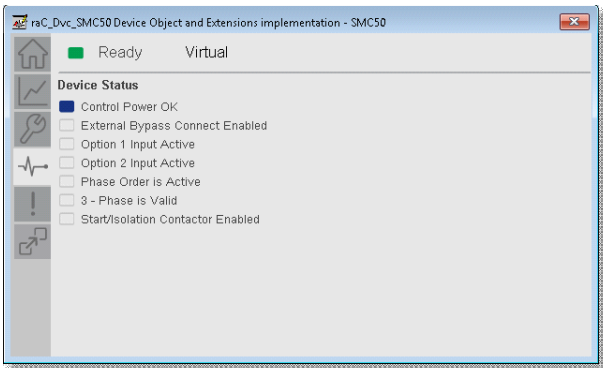 raC_Dvc_SMC50 Device Object and Extensions implementation - SMC50
Ready Virtual
Device Status
Control Power OK
External Bypass Connect Enabled
Option 1 Input Active
Option 2 Input Active
Phase Order is Active
3 - Phase is Valid
Start/Isolation Contactor Enabled